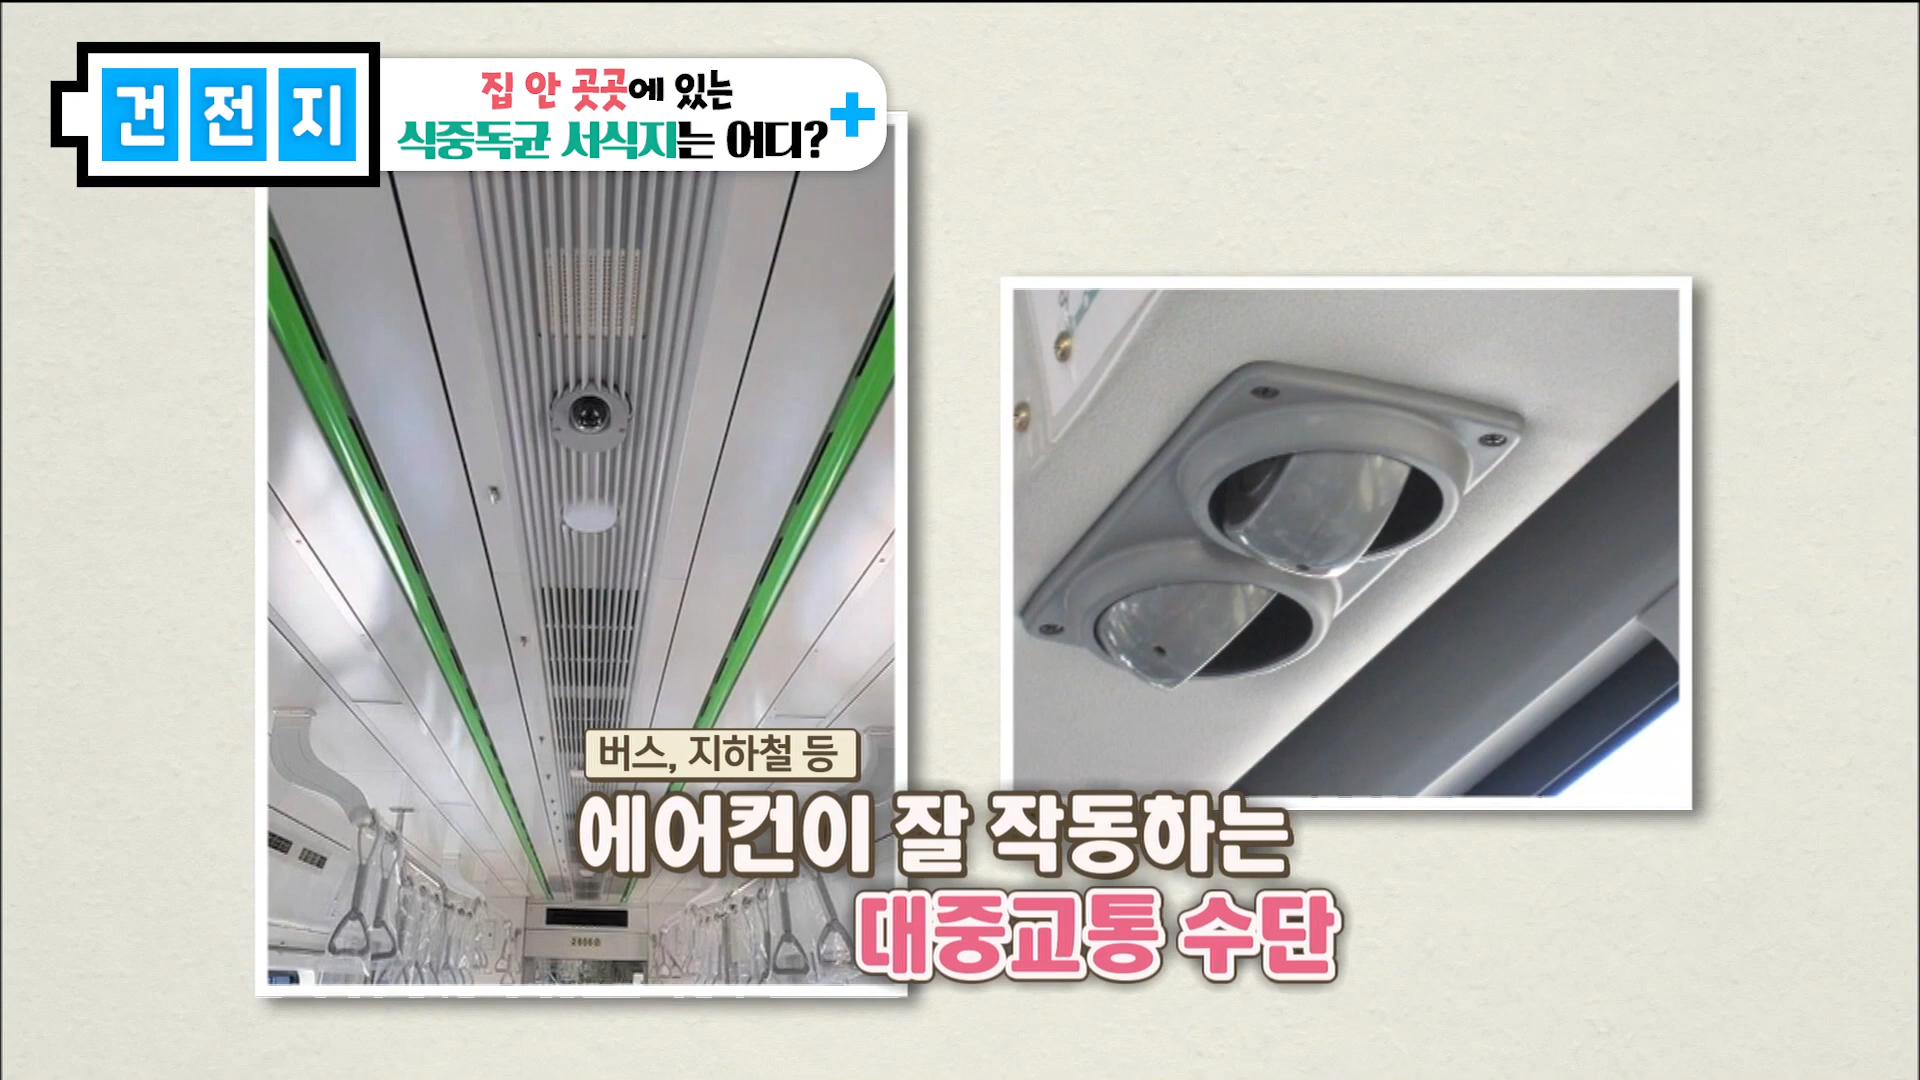 건전지
집 안 곳곳에 있는
식중독균 서식지는 어디?
버스, 지하철 등
에어컨이 잘 작동하는
대중교통 수단